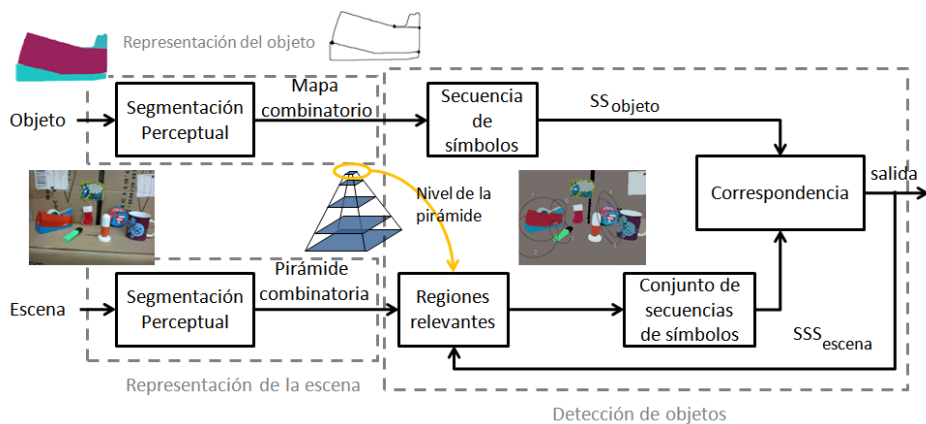 Representación del objeto
Objeto
Segmentación
Perceptual
Mapa
combinatorio
Secuencia
de
símbolos
SSobjeto
Correspondencia
salida
Nivel de la
pirámide
Escena
Segmentación
Perceptual
Pirámide
combinatoria
Regiones
relevantes
Conjunto de
secuencias
de símbolos
SSSescena
Representación de la escena
Detección de objetos